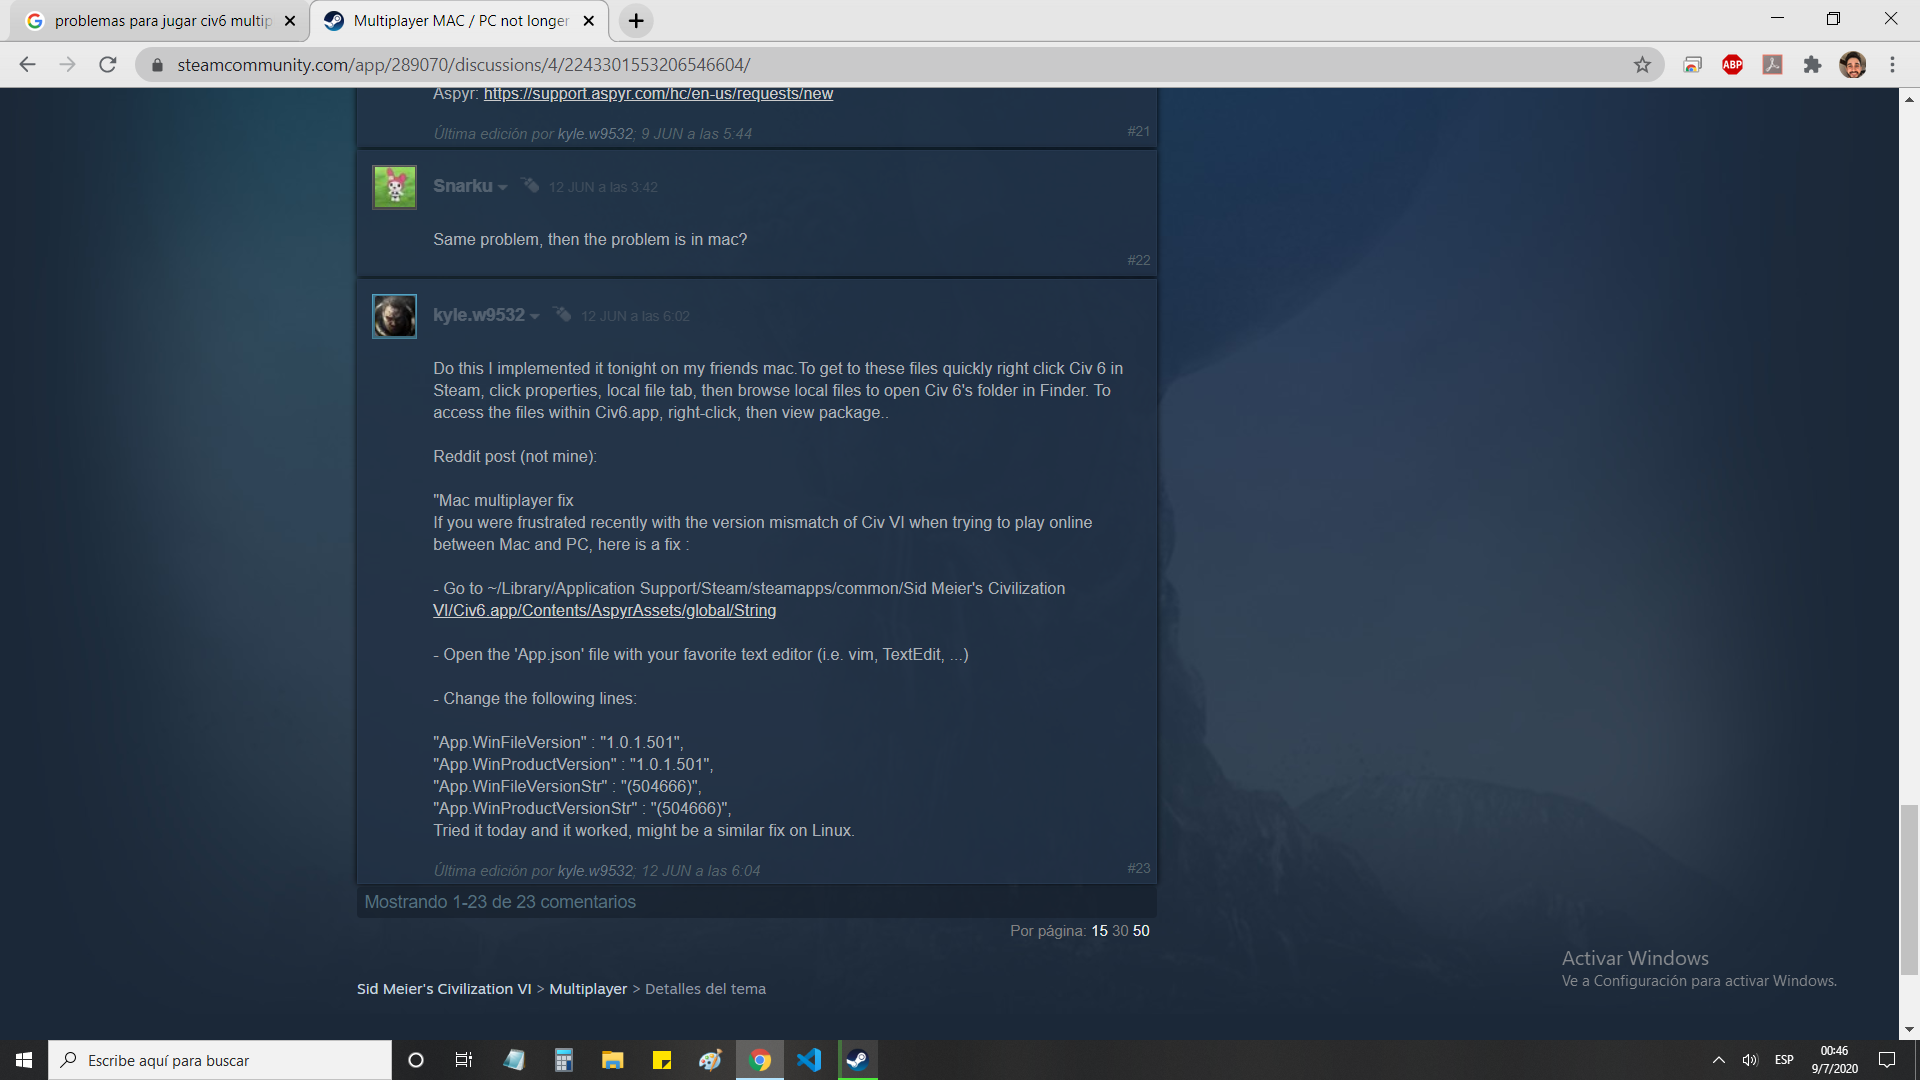 problemas para jugar civ6 multip
Multiplayer MAC / PC not longer
steamcommunity.com/app/289070/discussions/4/2243301553206546604/
ABP
Aspyr: https://support.aspyr.com/hc/en-us/requests/new
Última edición por kyle.w9532; 9 JUN a las 5:44
#21
Snarku
12 JUN a las 3:42
Same problem, then the problem is in mac?
#22
kyle.w9532
12 JUN a las 6:02
Do this I implemented it tonight on my friends mac.To get to these files quickly right click Civ 6 in
Steam, click properties, local file tab, then browse local files to open Civ 6's folder in Finder. To
access the files within Civ6.app, right-click, then view package..
Reddit post (not mine):
"Mac multiplayer fix
If you were frustrated recently with the version mismatch of Civ VI when trying to play online
between Mac and PC, here is a fix :
- Go to ~/Library/Application Support/Steam/steamapps/common/Sid Meier's Civilization
VI/Civ6.app/Contents/AspyrAssets/global/String
- Open the 'App.json' file with your favorite text editor (i.e. vim, TextEdit, ...)
- Change the following lines:
"App.WinFileVersion" : "1.0.1.501",
"App.WinProductVersion" : "1.0.1.501",
"App.WinFileVersionStr" : "(504666)",
"App.WinProductVersionStr" : "(504666)",
Tried it today and it worked, might be a similar fix on Linux.
Última edición por kyle.w9532; 12 JUN a las 6:04
#23
Mostrando 1-23 de 23 comentarios
Por página: 15 30 50
Activar Windows
Ve a Configuración para activar Windows.
Sid Meier's Civilization VI > Multiplayer > Detalles del tema
Escribe aquí para buscar
ESP
00:46
9/7/2020